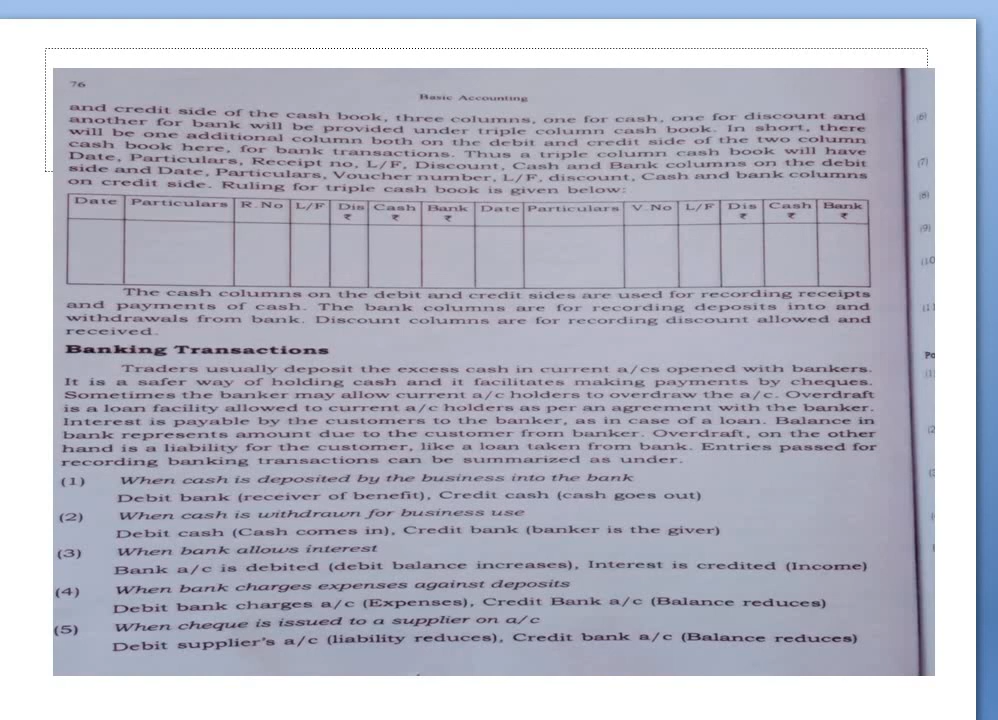 76
Basic Accounting
and credit side of the cash book, three columns, one for cash, one for discount and
another for bank will be provided under triple column cash book. In short, there
will be one additional column both on the debit and credit side of the two column
cash book here, for bank transactions. Thus a triple column cash book will have
Date, Particulars, Receipt no, L/F, Discount, Cash and Bank columns on the debit
side and Date, Particulars, Voucher number, L/F, discount, Cash and bank columns
on credit side. Ruling for triple cash book is given below:
Date Particulars R.No L/F Dis Cash Bank Date Particulars V.No L/F Dis Cash Bank
₹ ₹ ₹ ₹ ₹ ₹
The cash columns on the debit and credit sides are used for recording receipts
and payments of cash. The bank columns are for recording deposits into and
withdrawals from bank. Discount columns are for recording discount allowed and
received.
Banking Transactions
Traders usually deposit the excess cash in current a/cs opened with bankers.
It is a safer way of holding cash and it facilitates making payments by cheques.
Sometimes the banker may allow current a/c holders to overdraw the a/c. Overdraft
is a loan facility allowed to current a/c holders as per an agreement with the banker.
Interest is payable by the customers to the banker, as in case of a loan. Balance in
bank represents amount due to the customer from banker. Overdraft, on the other
hand is a liability for the customer, like a loan taken from bank. Entries passed for
recording banking transactions can be summarized as under.
(1) When cash is deposited by the business into the bank
Debit bank (receiver of benefit), Credit cash (cash goes out)
(2) When cash is withdrawn for business use
Debit cash (Cash comes in), Credit bank (banker is the giver)
(3) When bank allows interest
Bank a/c is debited (debit balance increases), Interest is credited (Income)
(4) When bank charges expenses against deposits
Debit bank charges a/c (Expenses), Credit Bank a/c (Balance reduces)
(5) When cheque is issued to a supplier on a/c
Debit supplier's a/c (liability reduces), Credit bank a/c (Balance reduces)
(7)
(9)
(10
Po
(1)